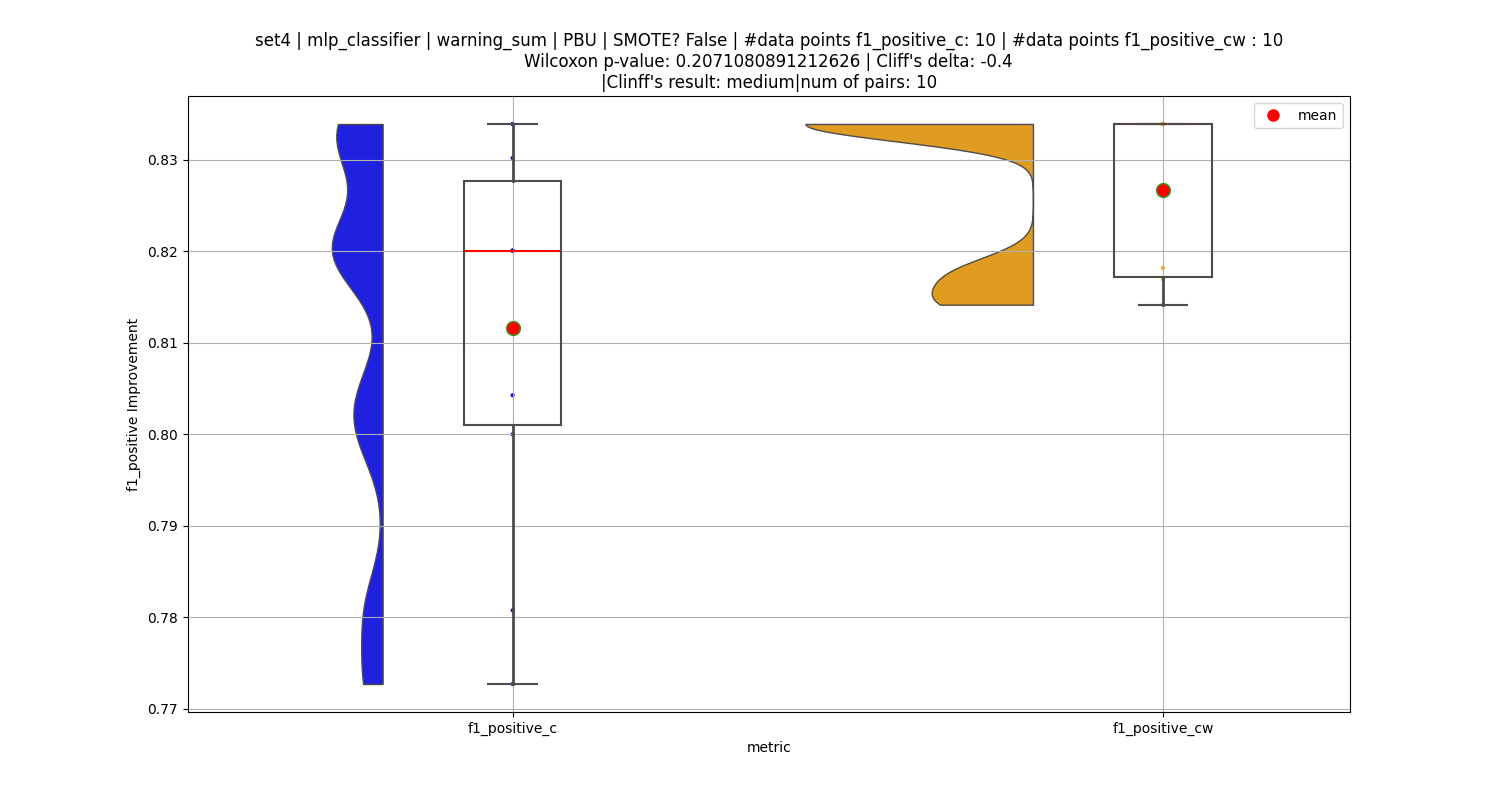 set4 | mlp_classifier | warning_sum | PBU | SMOTE? False | #data points f1_positive_c: 10 | #data points f1_positive_cw : 10
Wilcoxon p-value: 0.2071080891212626 | Cliff's delta: -0.4
|Clinff's result: medium|num of pairs: 10
mean
0.83
0.82
0.81
0.80
0.79
0.78
0.77
f1_positive Improvement
f1_positive_c
f1_positive_cw
metric